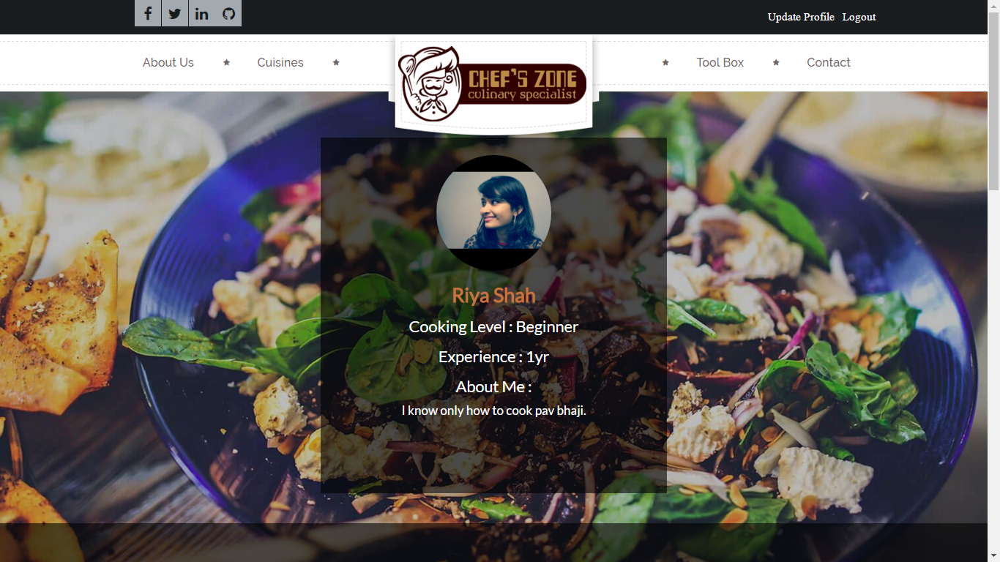 Update Profile Logout
About Us Cuisines Tool Box Contact
CHEF'S ZONE
culinary specialist
Riya Shah
Cooking Level : Beginner
Experience : 1yr
About Me :
I know only how to cook pav bhaji.